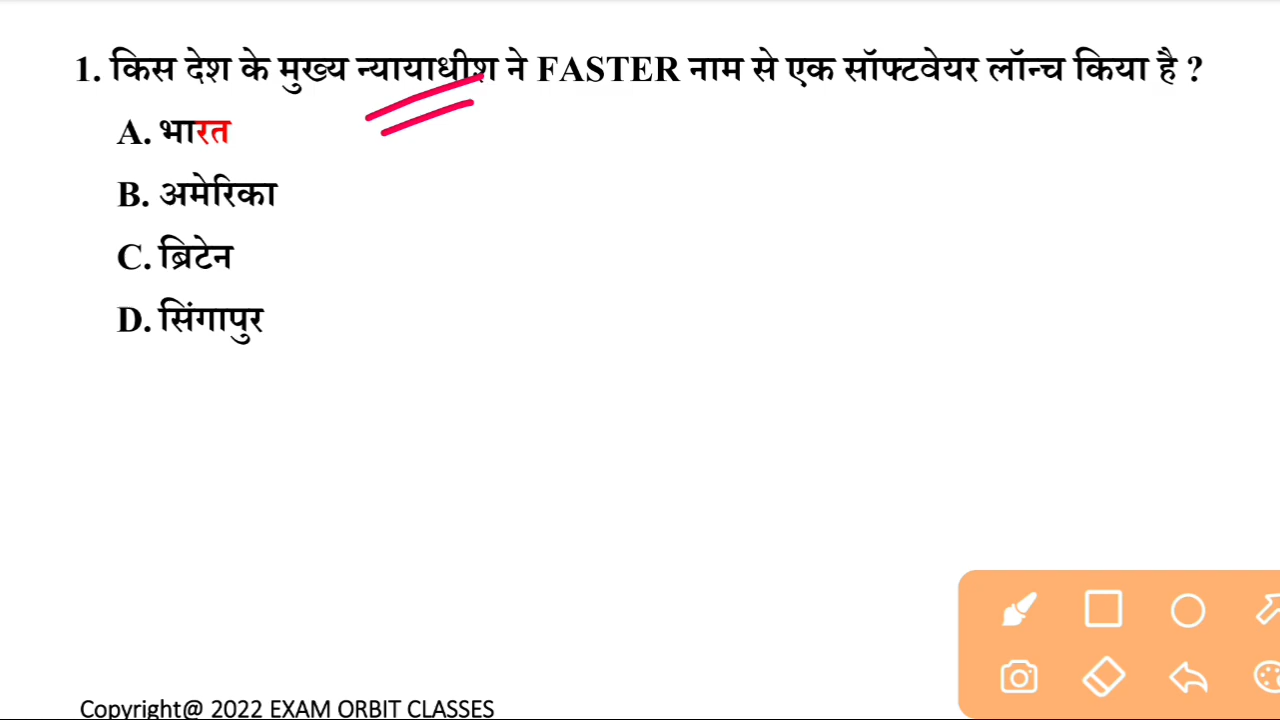 1. किस देश के मुख्य न्यायाधीश ने FASTER नाम से एक सॉफ्टवेयर लॉन्च किया है ?
A. भारत
B. अमेरिका
C. ब्रिटेन
D. सिंगापुर
Copyright@ 2022 EXAM ORBIT CLASSES